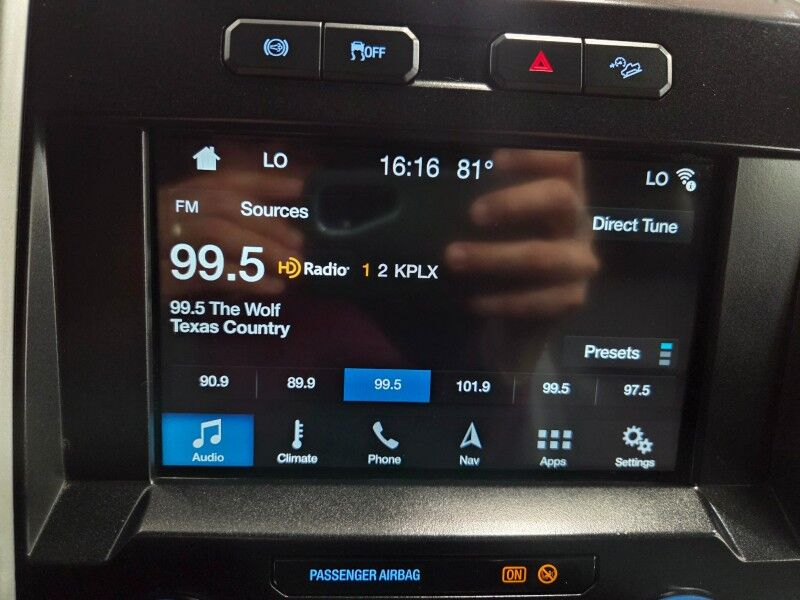 OFF
LO 16:16 81° LO
FM Sources Direct Tune
99.5 HD Radio 1 2 KPLX
99.5 The Wolf
Texas Country
Presets
90.9 89.9 99.5 101.9 99.5 97.5
Audio Climate Phone Nav Apps Settings
PASSENGER AIRBAG ON